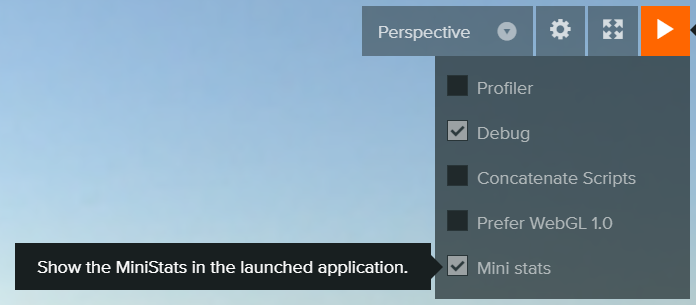 Perspective
Profiler
Debug
Concatenate Scripts
Prefer WebGL 1.0
Show the MiniStats in the launched application.
Mini stats